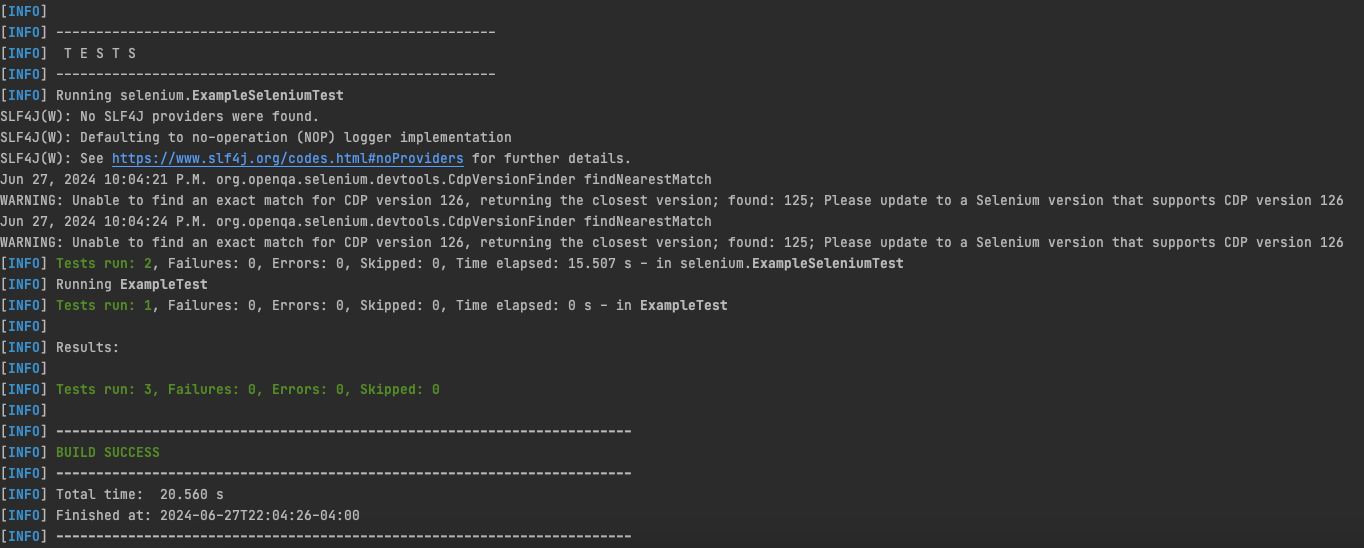 [INFO]
[INFO] -------------------------------------------------------
[INFO]  T E S T S
[INFO] -------------------------------------------------------
[INFO] Running selenium.ExampleSeleniumTest
SLF4J(W): No SLF4J providers were found.
SLF4J(W): Defaulting to no-operation (NOP) logger implementation
SLF4J(W): See https://www.slf4j.org/codes.html#noProviders for further details.
Jun 27, 2024 10:04:21 P.M. org.openqa.selenium.devtools.CdpVersionFinder findNearestMatch
WARNING: Unable to find an exact match for CDP version 126, returning the closest version; found: 125; Please update to a Selenium version that supports CDP version 126
Jun 27, 2024 10:04:24 P.M. org.openqa.selenium.devtools.CdpVersionFinder findNearestMatch
WARNING: Unable to find an exact match for CDP version 126, returning the closest version; found: 125; Please update to a Selenium version that supports CDP version 126
[INFO] Tests run: 2, Failures: 0, Errors: 0, Skipped: 0, Time elapsed: 15.507 s - in selenium.ExampleSeleniumTest
[INFO] Running ExampleTest
[INFO] Tests run: 1, Failures: 0, Errors: 0, Skipped: 0, Time elapsed: 0 s - in ExampleTest
[INFO]
[INFO] Results:
[INFO]
[INFO] Tests run: 3, Failures: 0, Errors: 0, Skipped: 0
[INFO]
[INFO] ------------------------------------------------------------------------
[INFO] BUILD SUCCESS
[INFO] ------------------------------------------------------------------------
[INFO] Total time:  20.560 s
[INFO] Finished at: 2024-06-27T22:04:26-04:00
[INFO] ------------------------------------------------------------------------